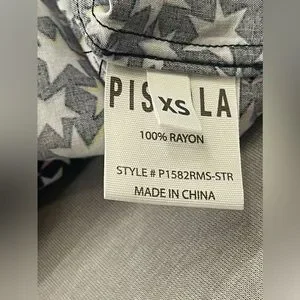 PIS XS LA
100% RAYON
STYLE # P1582RMS-STR
MADE IN CHINA